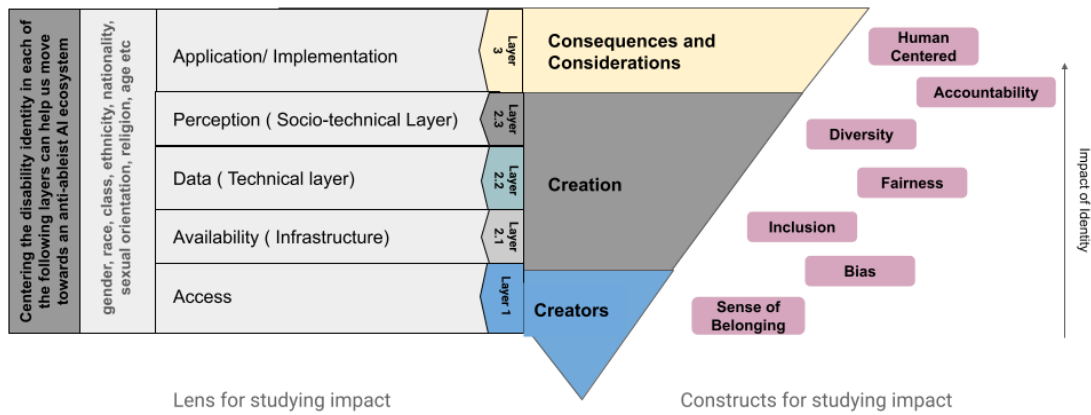 Centering the disability identity in each of
the following layers can help us move
towards an anti-ableist AI ecosystem
gender, race, class, ethnicity, nationality,
sexual orientation, religion, age etc
Application/ Implementation
Layer
3
Consequences and
Considerations
Perception ( Socio-technical Layer)
Layer
2.3
Data ( Technical layer)
Layer
2.2
Creation
Availability ( Infrastructure)
Layer
2.1
Access
Layer 1
Creators
Human
Centered
Accountability
Diversity
Fairness
Inclusion
Bias
Sense of
Belonging
Impact of Identity
Lens for studying impact
Constructs for studying impact